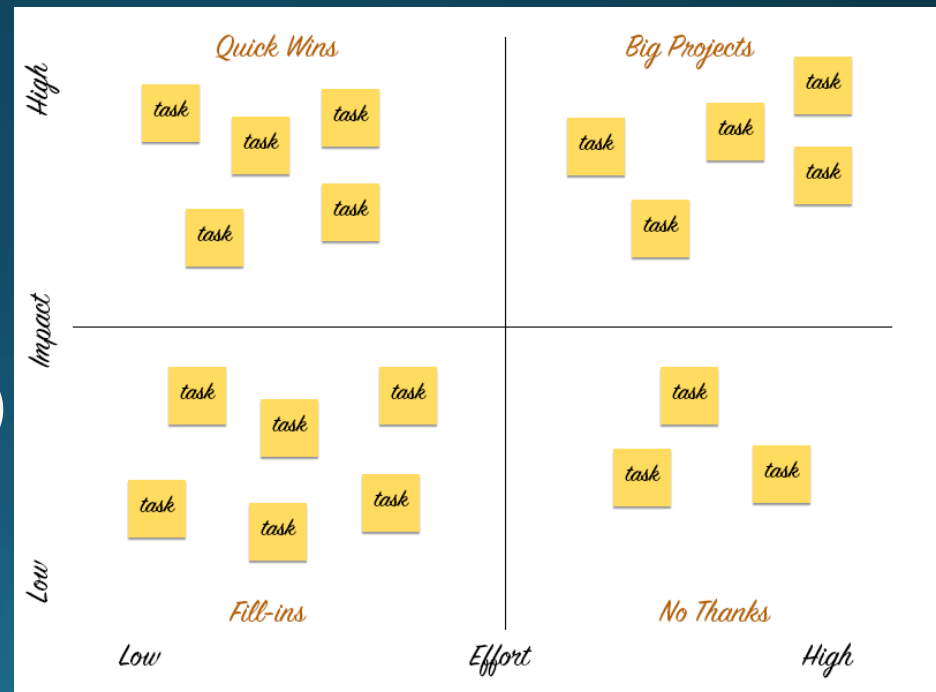 Quick Wins
Big Projects
High
task
task
task
task
task
task
task
task
task
task
Impact
task
task
task
task
task
task
task
task
task
Low
Fill-ins
No Thanks
Low
Effort
High